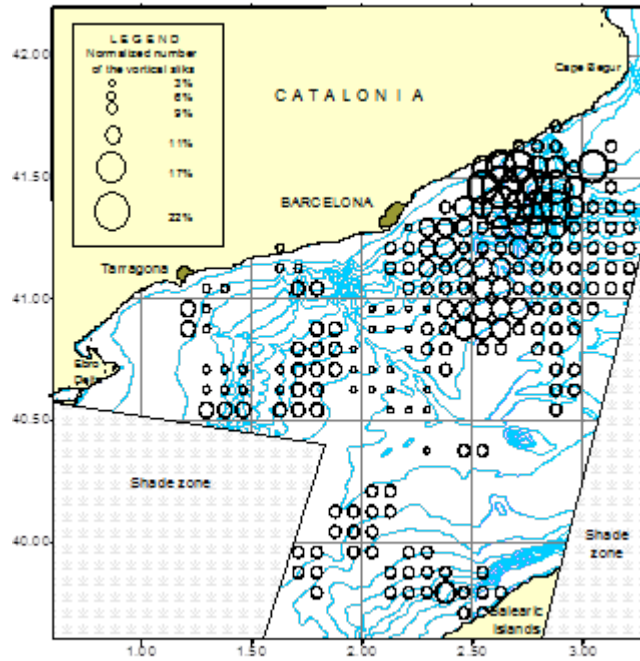 42.00
41.50
41.00
40.50
40.00
LEGEND
Normalized number
of the vortical sliks
3%
6%
9%
11%
17%
22%
CATALONIA
Cape Begur
BARCELONA
Tarragona
Ebro
Delta
Shade zone
Shade
zone
Balearic
Islands
1.00
1.50
2.00
2.50
3.00